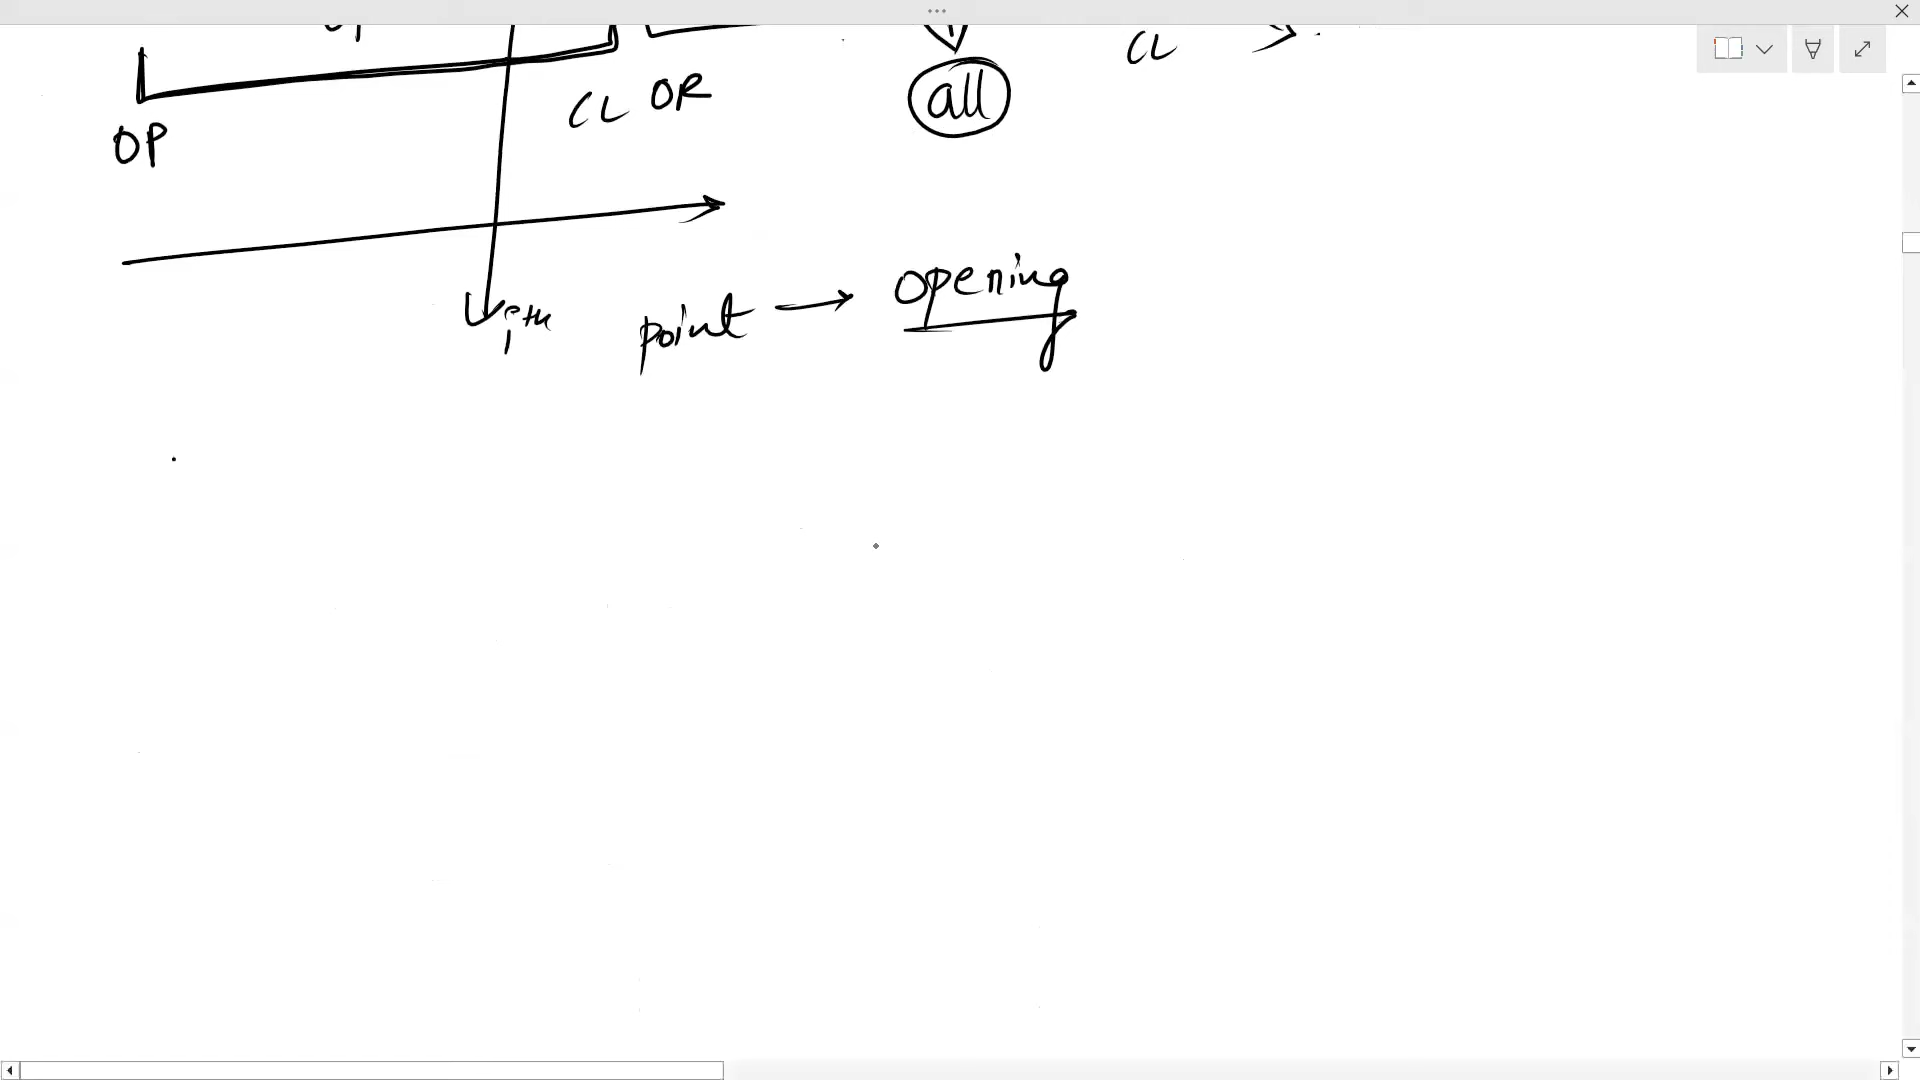 CL
CL OR
all
OP
ith point → opening